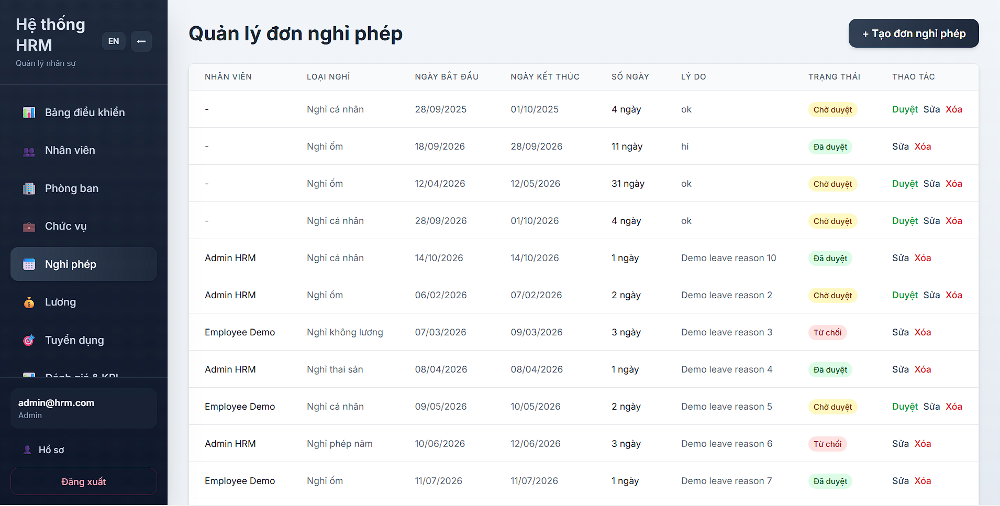 Hệ thống
HRM
Quản lý nhân sự
EN
←
Bảng điều khiển
Nhân viên
Phòng ban
Chức vụ
Nghỉ phép
Lương
Tuyển dụng
Đánh giá & KPI
admin@hrm.com
Admin
Hồ sơ
Đăng xuất
Quản lý đơn nghỉ phép
+ Tạo đơn nghỉ phép
NHÂN VIÊN LOẠI NGHỈ NGÀY BẮT ĐẦU NGÀY KẾT THÚC SỐ NGÀY LÝ DO TRẠNG THÁI THAO TÁC
- Nghỉ cá nhân 28/09/2025 01/10/2025 4 ngày ok Chờ duyệt Duyệt Sửa Xóa
- Nghỉ ốm 18/09/2026 28/09/2026 11 ngày hi Đã duyệt Sửa Xóa
- Nghỉ ốm 12/04/2026 12/05/2026 31 ngày ok Chờ duyệt Duyệt Sửa Xóa
- Nghỉ cá nhân 28/09/2026 01/10/2026 4 ngày ok Chờ duyệt Duyệt Sửa Xóa
Admin HRM Nghỉ cá nhân 14/10/2026 14/10/2026 1 ngày Demo leave reason 10 Đã duyệt Sửa Xóa
Admin HRM Nghỉ ốm 06/02/2026 07/02/2026 2 ngày Demo leave reason 2 Chờ duyệt Duyệt Sửa Xóa
Employee Demo Nghỉ không lương 07/03/2026 09/03/2026 3 ngày Demo leave reason 3 Từ chối Sửa Xóa
Admin HRM Nghỉ thai sản 08/04/2026 08/04/2026 1 ngày Demo leave reason 4 Đã duyệt Sửa Xóa
Employee Demo Nghỉ cá nhân 09/05/2026 10/05/2026 2 ngày Demo leave reason 5 Chờ duyệt Duyệt Sửa Xóa
Admin HRM Nghỉ phép năm 10/06/2026 12/06/2026 3 ngày Demo leave reason 6 Từ chối Sửa Xóa
Employee Demo Nghỉ ốm 11/07/2026 11/07/2026 1 ngày Demo leave reason 7 Đã duyệt Sửa Xóa